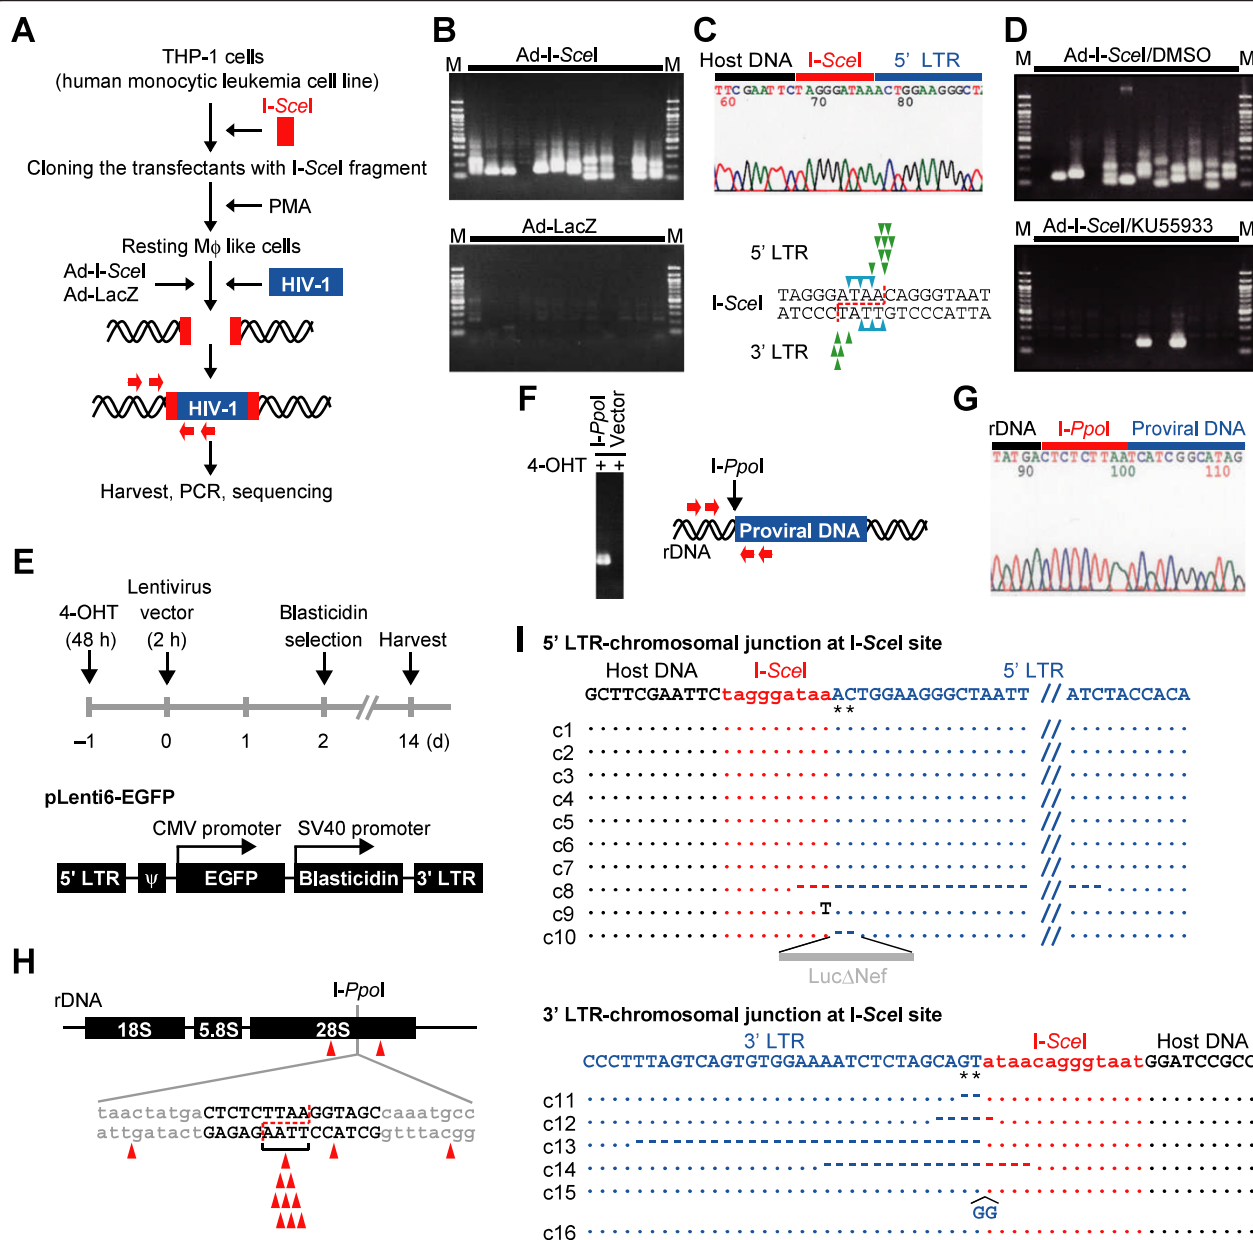 A
THP-1 cells
(human monocytic leukemia cell line)
I-SceI
Cloning the transfectants with I-SceI fragment
PMA
Resting Mϕ like cells
Ad-I-SceI
Ad-LacZ
HIV-1
HIV-1
Harvest, PCR, sequencing
B
M Ad-I-SceI M
M Ad-LacZ M
C
Host DNA I-SceI 5' LTR
TTCGAATTCTAGGGATAAACTGGAAGGGCT
60 70 80
5' LTR
I-SceI
TAGGGATAACAGGGTAAT
ATCCCTATTGTCCCATTA
3' LTR
D
M Ad-I-SceI/DMSO M
M Ad-I-SceI/KU55933 M
E
4-OHT
(48 h)
Lentivirus
vector
(2 h)
Blasticidin
selection
Harvest
–1 0 1 2 14 (d)
pLenti6-EGFP
CMV promoter SV40 promoter
5' LTR ψ EGFP Blasticidin 3' LTR
F
I-PpoI
Vector
4-OHT + +
I-PpoI
Proviral DNA
rDNA
G
rDNA I-PpoI Proviral DNA
TATGACTCTCTTAATCATCGGCATAG
90 100 110
H
rDNA
I-PpoI
18S 5.8S 28S
taactatgaCTCTCTTAAGGTAGCcaaatgcc
attgatactGAGAGAATTCCATCGgtttacgg
I
5' LTR-chromosomal junction at I-SceI site
Host DNA I-SceI 5' LTR
GCTTCGAATTCtagggataaACTGGAAGGGCTAATT // ATCTACCACA
**
c1
c2
c3
c4
c5
c6
c7
c8
c9 T
c10
LucΔNef
3' LTR-chromosomal junction at I-SceI site
3' LTR I-SceI Host DNA
CCCTTTAGTCAGTGTGGAAAATCTCTAGCAGTataacagggtaatGGATCCGCC
**
c11
c12
c13
c14
c15
GG
c16